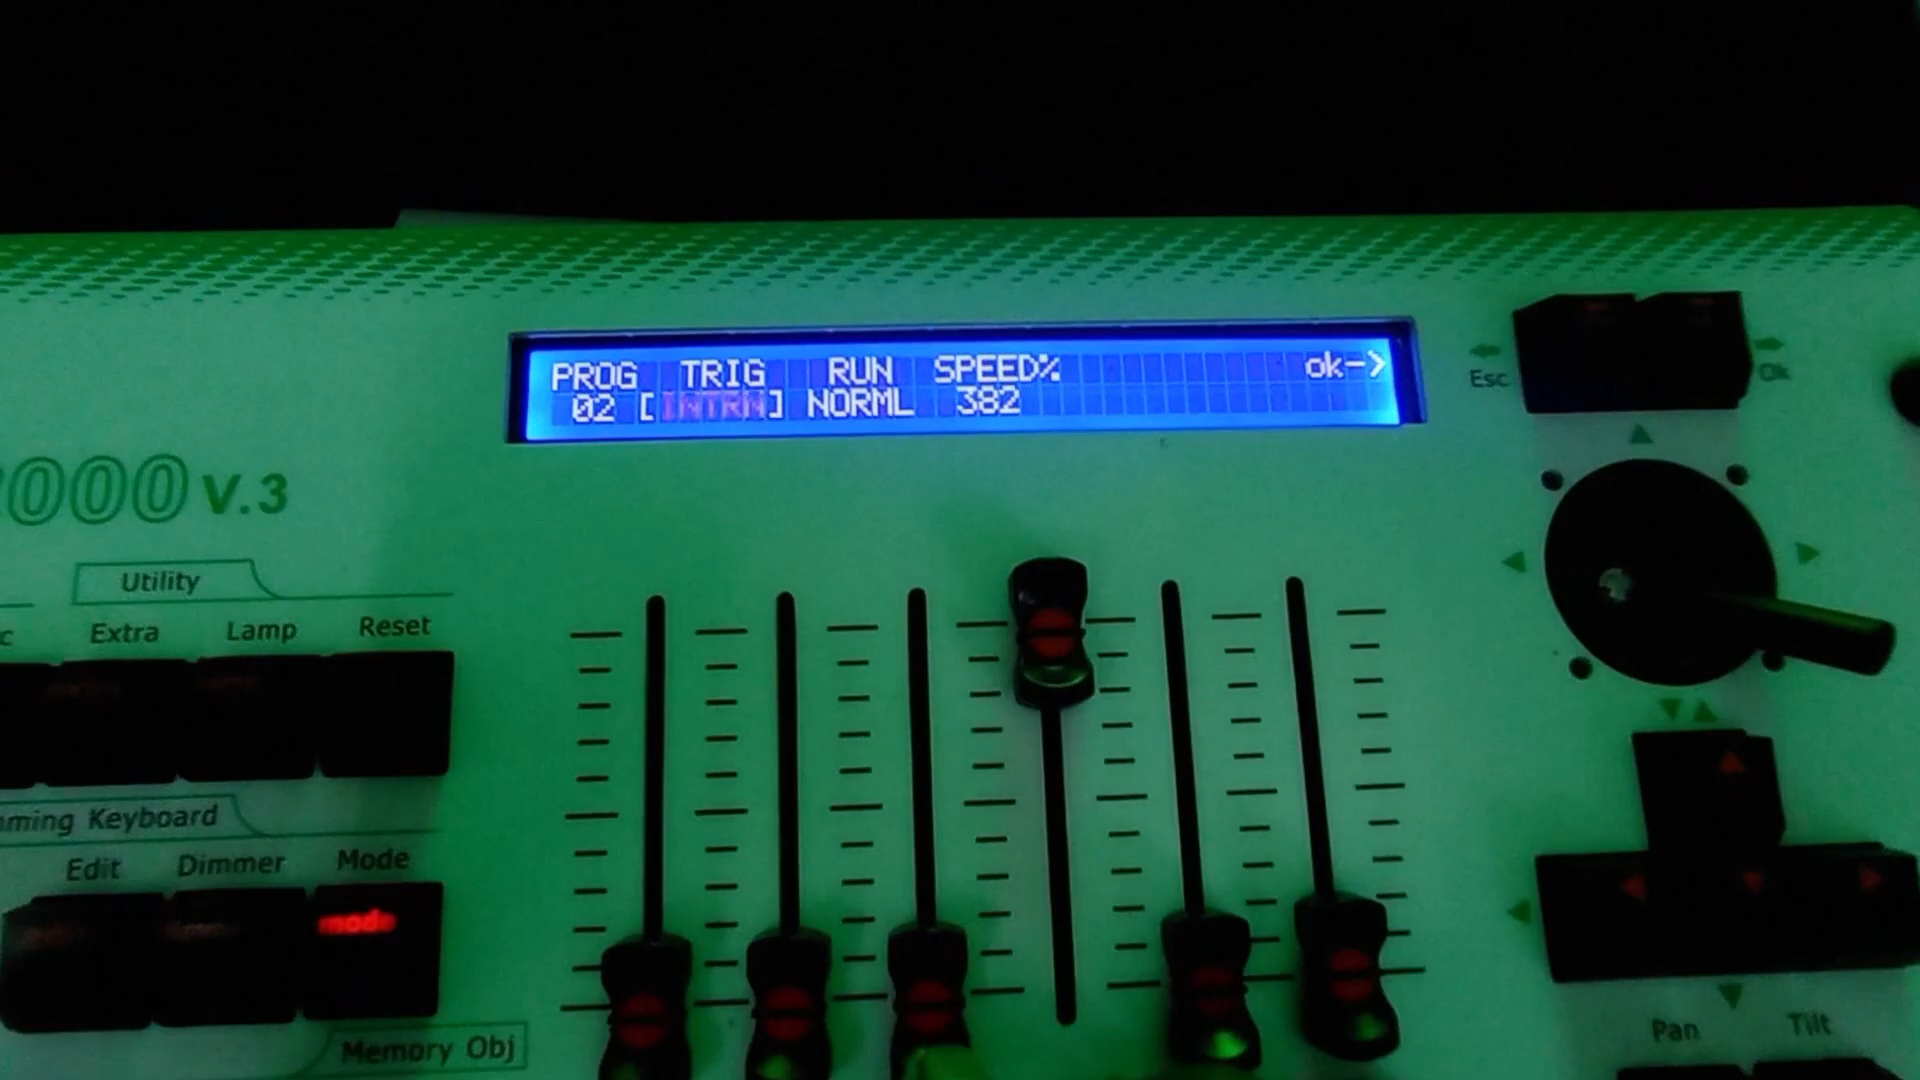 PROG TRIG RUN SPEED% ok->
02 [INTRN] NORML 382
Esc
Ok
000 V.3
Utility
c Extra Lamp Reset
ming Keyboard
Edit Dimmer Mode
mode
Memory Obj
Pan Tilt